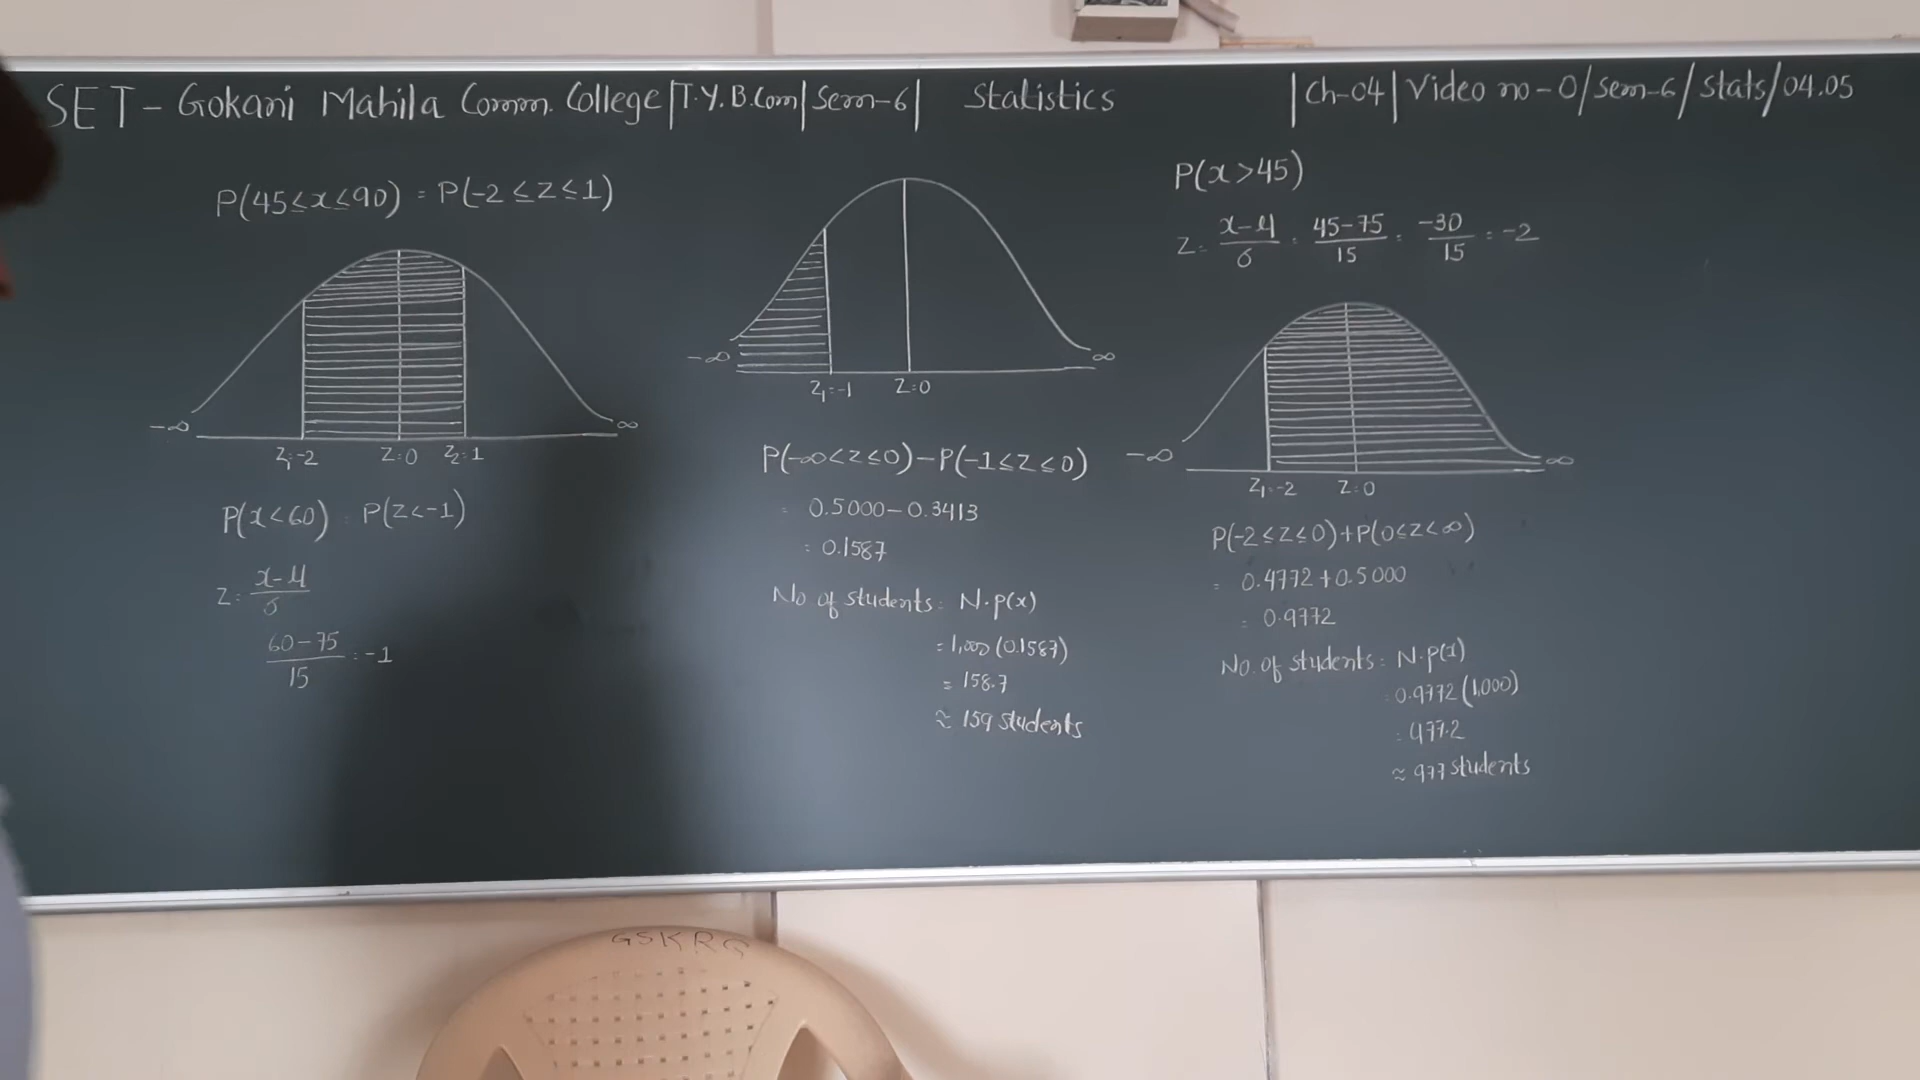 SET - Gokani Mahila Comm. College|T.Y.B.Com|Sem-6| Statistics |Ch-04|Video no-0/sem-6/stats/04.05
P(45≤x≤90) = P(-2≤Z≤1)
-∞ ∞
Z₁=-2 Z=0 Z₂=1
P(x<60) = P(Z<-1)
Z = x-μ / σ
60-75 / 15 = -1
-∞ ∞
Z₁=-1 Z=0
P(-∞<Z≤0)-P(-1≤Z≤0)
= 0.5000-0.3413
= 0.1587
No of students = N.p(x)
= 1,000 (0.1587)
= 158.7
≈ 159 students
P(x>45)
Z = x-μ / σ = 45-75 / 15 = -30 / 15 = -2
-∞ ∞
Z₁=-2 Z=0
P(-2≤Z≤0)+P(0≤Z<∞)
= 0.4772+0.5000
= 0.9772
No. of students = N.p(x)
= 0.9772 (1,000)
= 977.2
≈ 977 students
GSKRG